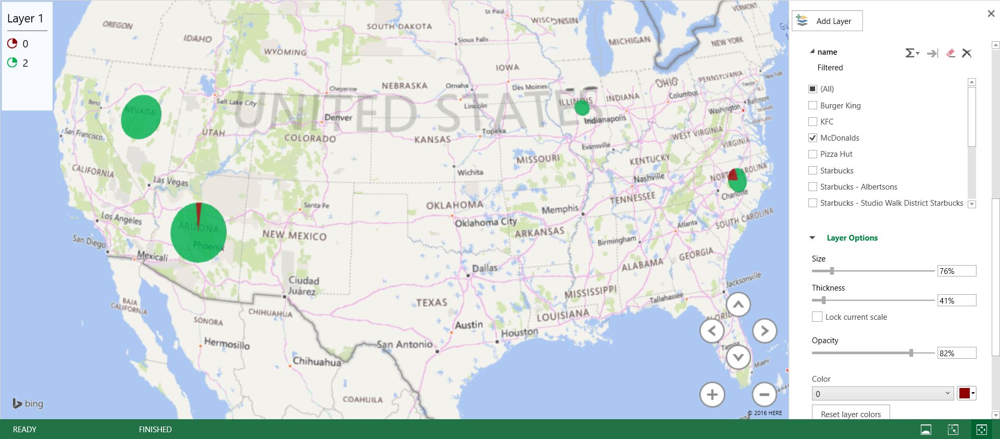 Layer 1
0
2
OREGON
IDAHO
WYOMING
SOUTH DAKOTA
St Paul
WISCONSIN
MICHIGAN
VERMONT
NEW YORK
Sioux Falls
IOWA
NEBRASKA
Omaha
Des Moines
Cheyenne
Lincoln
Salt Lake City
Reno
NEVADA
UTAH
UNITED STATES
Denver
COLORADO
KANSAS
Topeka
ILLINOIS
INDIANA
OHIO
Columbus
PENNSYLVANIA
Trenton
New York
N.J.
Baltimore
Washington
DELAWARE
MARYLAND
Indianapolis
WEST VIRGINIA
VIRGINIA
San Francisco
CALIFORNIA
Las Vegas
Evansville
MISSOURI
KENTUCKY
Wichita
Nashville
NORTH CAROLINA
Charlotte
TENNESSEE
Los Angeles
ARIZONA
Phoenix
Santa Fe
NEW MEXICO
OKLAHOMA
Oklahoma City
Memphis
ARKANSAS
SOUTH CAROLINA
Atlanta
Birmingham
San Diego
Mexicali
ALABAMA
GEORGIA
Dallas
Ciudad
Juárez
TEXAS
MISSISSIPPI
Jacksonville
Tallahassee
BAJA
CALIFORNIA
SONORA
CHIHUAHUA
LOUISIANA
Austin
Houston
Hermosillo
San Antonio
Tampa
Miami
Chihuahua
COAHUILA
bing
© 2016 HERE
Add Layer
name
Filtered
(All)
Burger King
KFC
McDonalds
Pizza Hut
Starbucks
Starbucks - Albertsons
Starbucks - Studio Walk District Starbucks
Layer Options
Size
76%
Thickness
41%
Lock current scale
Opacity
82%
Color
0
Reset layer colors
READY
FINISHED